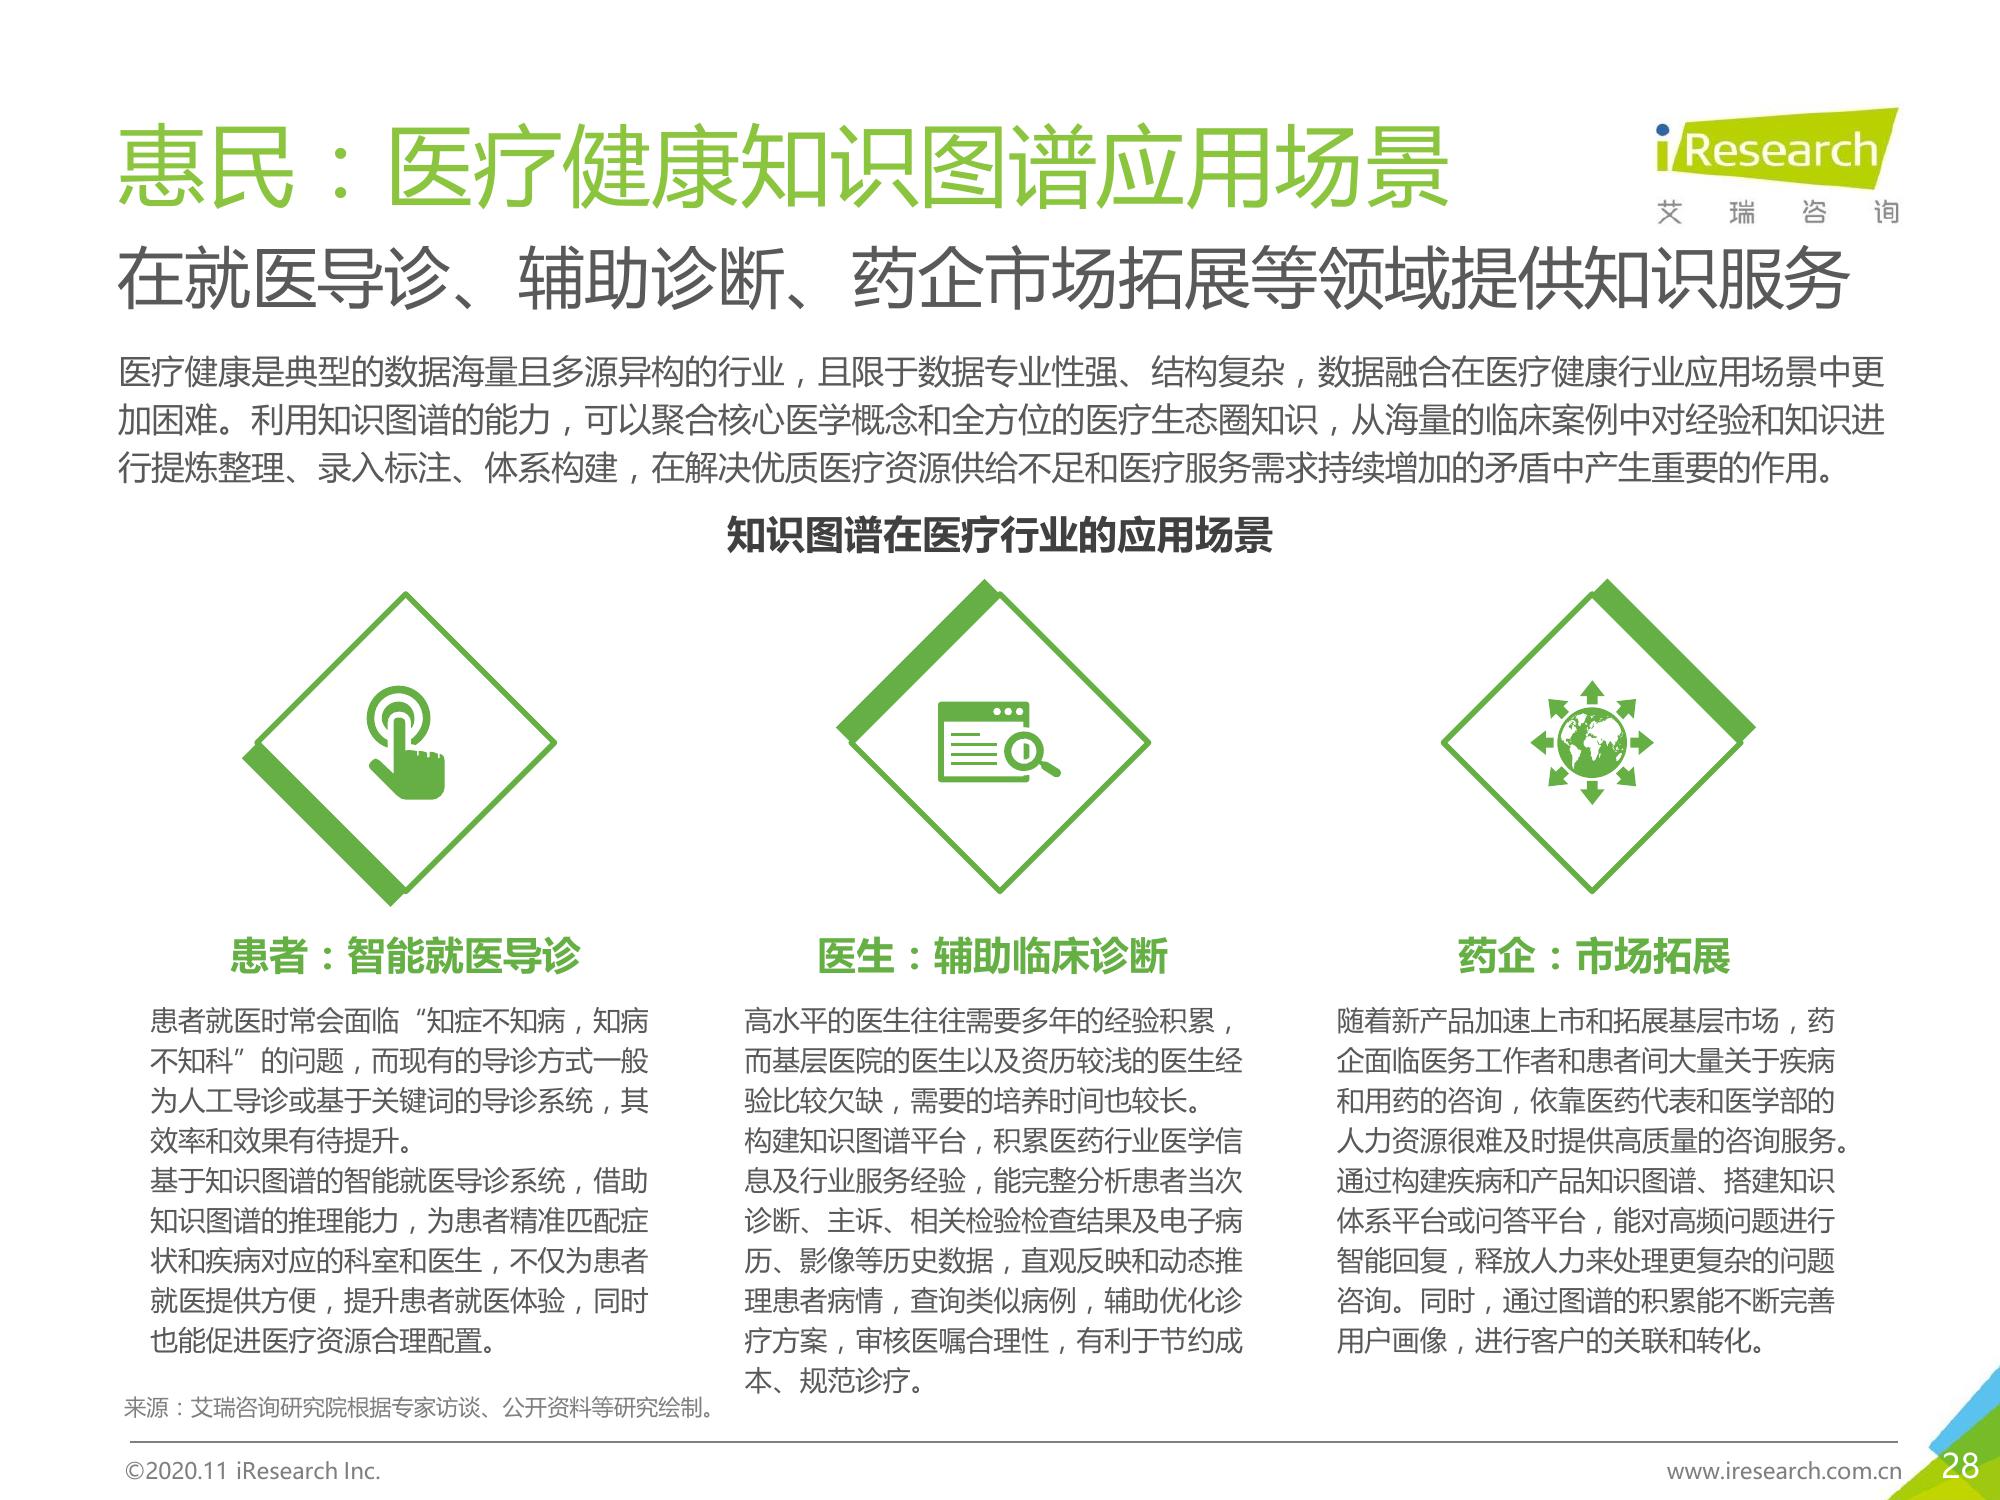 惠民：医疗健康知识图谱应用场景
iResearch
艾瑞咨询
在就医导诊、辅助诊断、药企市场拓展等领域提供知识服务
医疗健康是典型的数据海量且多源异构的行业，且限于数据专业性强、结构复杂，数据融合在医疗健康行业应用场景中更
加困难。利用知识图谱的能力，可以聚合核心医学概念和全方位的医疗生态圈知识，从海量的临床案例中对经验和知识进
行提炼整理、录入标注、体系构建，在解决优质医疗资源供给不足和医疗服务需求持续增加的矛盾中产生重要的作用。
知识图谱在医疗行业的应用场景
患者：智能就医导诊
患者就医时常会面临“知症不知病，知病
不知科”的问题，而现有的导诊方式一般
为人工导诊或基于关键词的导诊系统，其
效率和效果有待提升。
基于知识图谱的智能就医导诊系统，借助
知识图谱的推理能力，为患者精准匹配症
状和疾病对应的科室和医生，不仅为患者
就医提供方便，提升患者就医体验，同时
也能促进医疗资源合理配置。
医生：辅助临床诊断
高水平的医生往往需要多年的经验积累，
而基层医院的医生以及资历较浅的医生经
验比较欠缺，需要的培养时间也较长。
构建知识图谱平台，积累医药行业医学信
息及行业服务经验，能完整分析患者当次
诊断、主诉、相关检验检查结果及电子病
历、影像等历史数据，直观反映和动态推
理患者病情，查询类似病例，辅助优化诊
疗方案，审核医嘱合理性，有利于节约成
本、规范诊疗。
药企：市场拓展
随着新产品加速上市和拓展基层市场，药
企面临医务工作者和患者间大量关于疾病
和用药的咨询，依靠医药代表和医学部的
人力资源很难及时提供高质量的咨询服务。
通过构建疾病和产品知识图谱、搭建知识
体系平台或问答平台，能对高频问题进行
智能回复，释放人力来处理更复杂的问题
咨询。同时，通过图谱的积累能不断完善
用户画像，进行客户的关联和转化。
来源：艾瑞咨询研究院根据专家访谈、公开资料等研究绘制。
©2020.11 iResearch Inc.
www.iresearch.com.cn
28